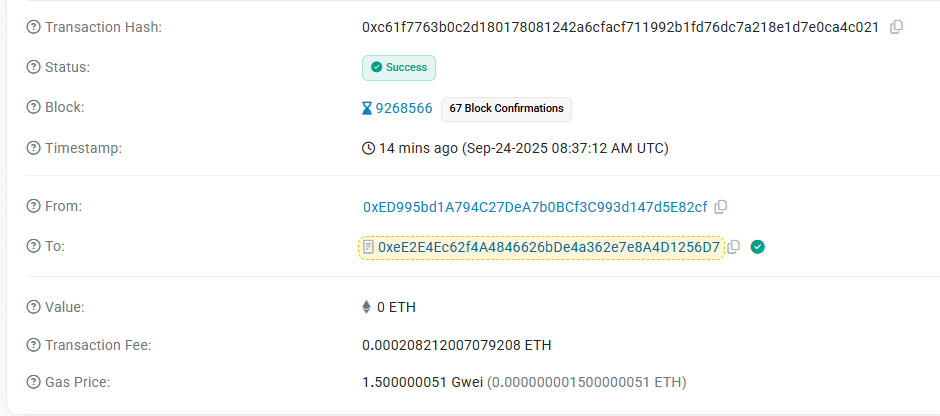 Transaction Hash: 0xc61f7763b0c2d180178081242a6cfacf711992b1fd76dc7a218e1d7e0ca4c021
Status: Success
Block: 9268566 67 Block Confirmations
Timestamp: 14 mins ago (Sep-24-2025 08:37:12 AM UTC)
From: 0xED995bd1A794C27DeA7b0BCf3C993d147d5E82cf
To: 0xeE2E4Ec62f4A4846626bDe4a362e7e8A4D1256D7
Value: 0 ETH
Transaction Fee: 0.000208212007079208 ETH
Gas Price: 1.500000051 Gwei (0.000000001500000051 ETH)